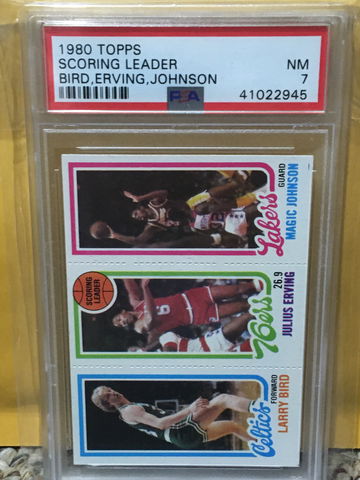 1980 TOPPS
SCORING LEADER
BIRD,ERVING,JOHNSON
NM
7
PSA
41022945
Lakers
GUARD
MAGIC JOHNSON
SCORING
LEADER
6
76ers
26.9
JULIUS ERVING
Celtics
FORWARD
LARRY BIRD